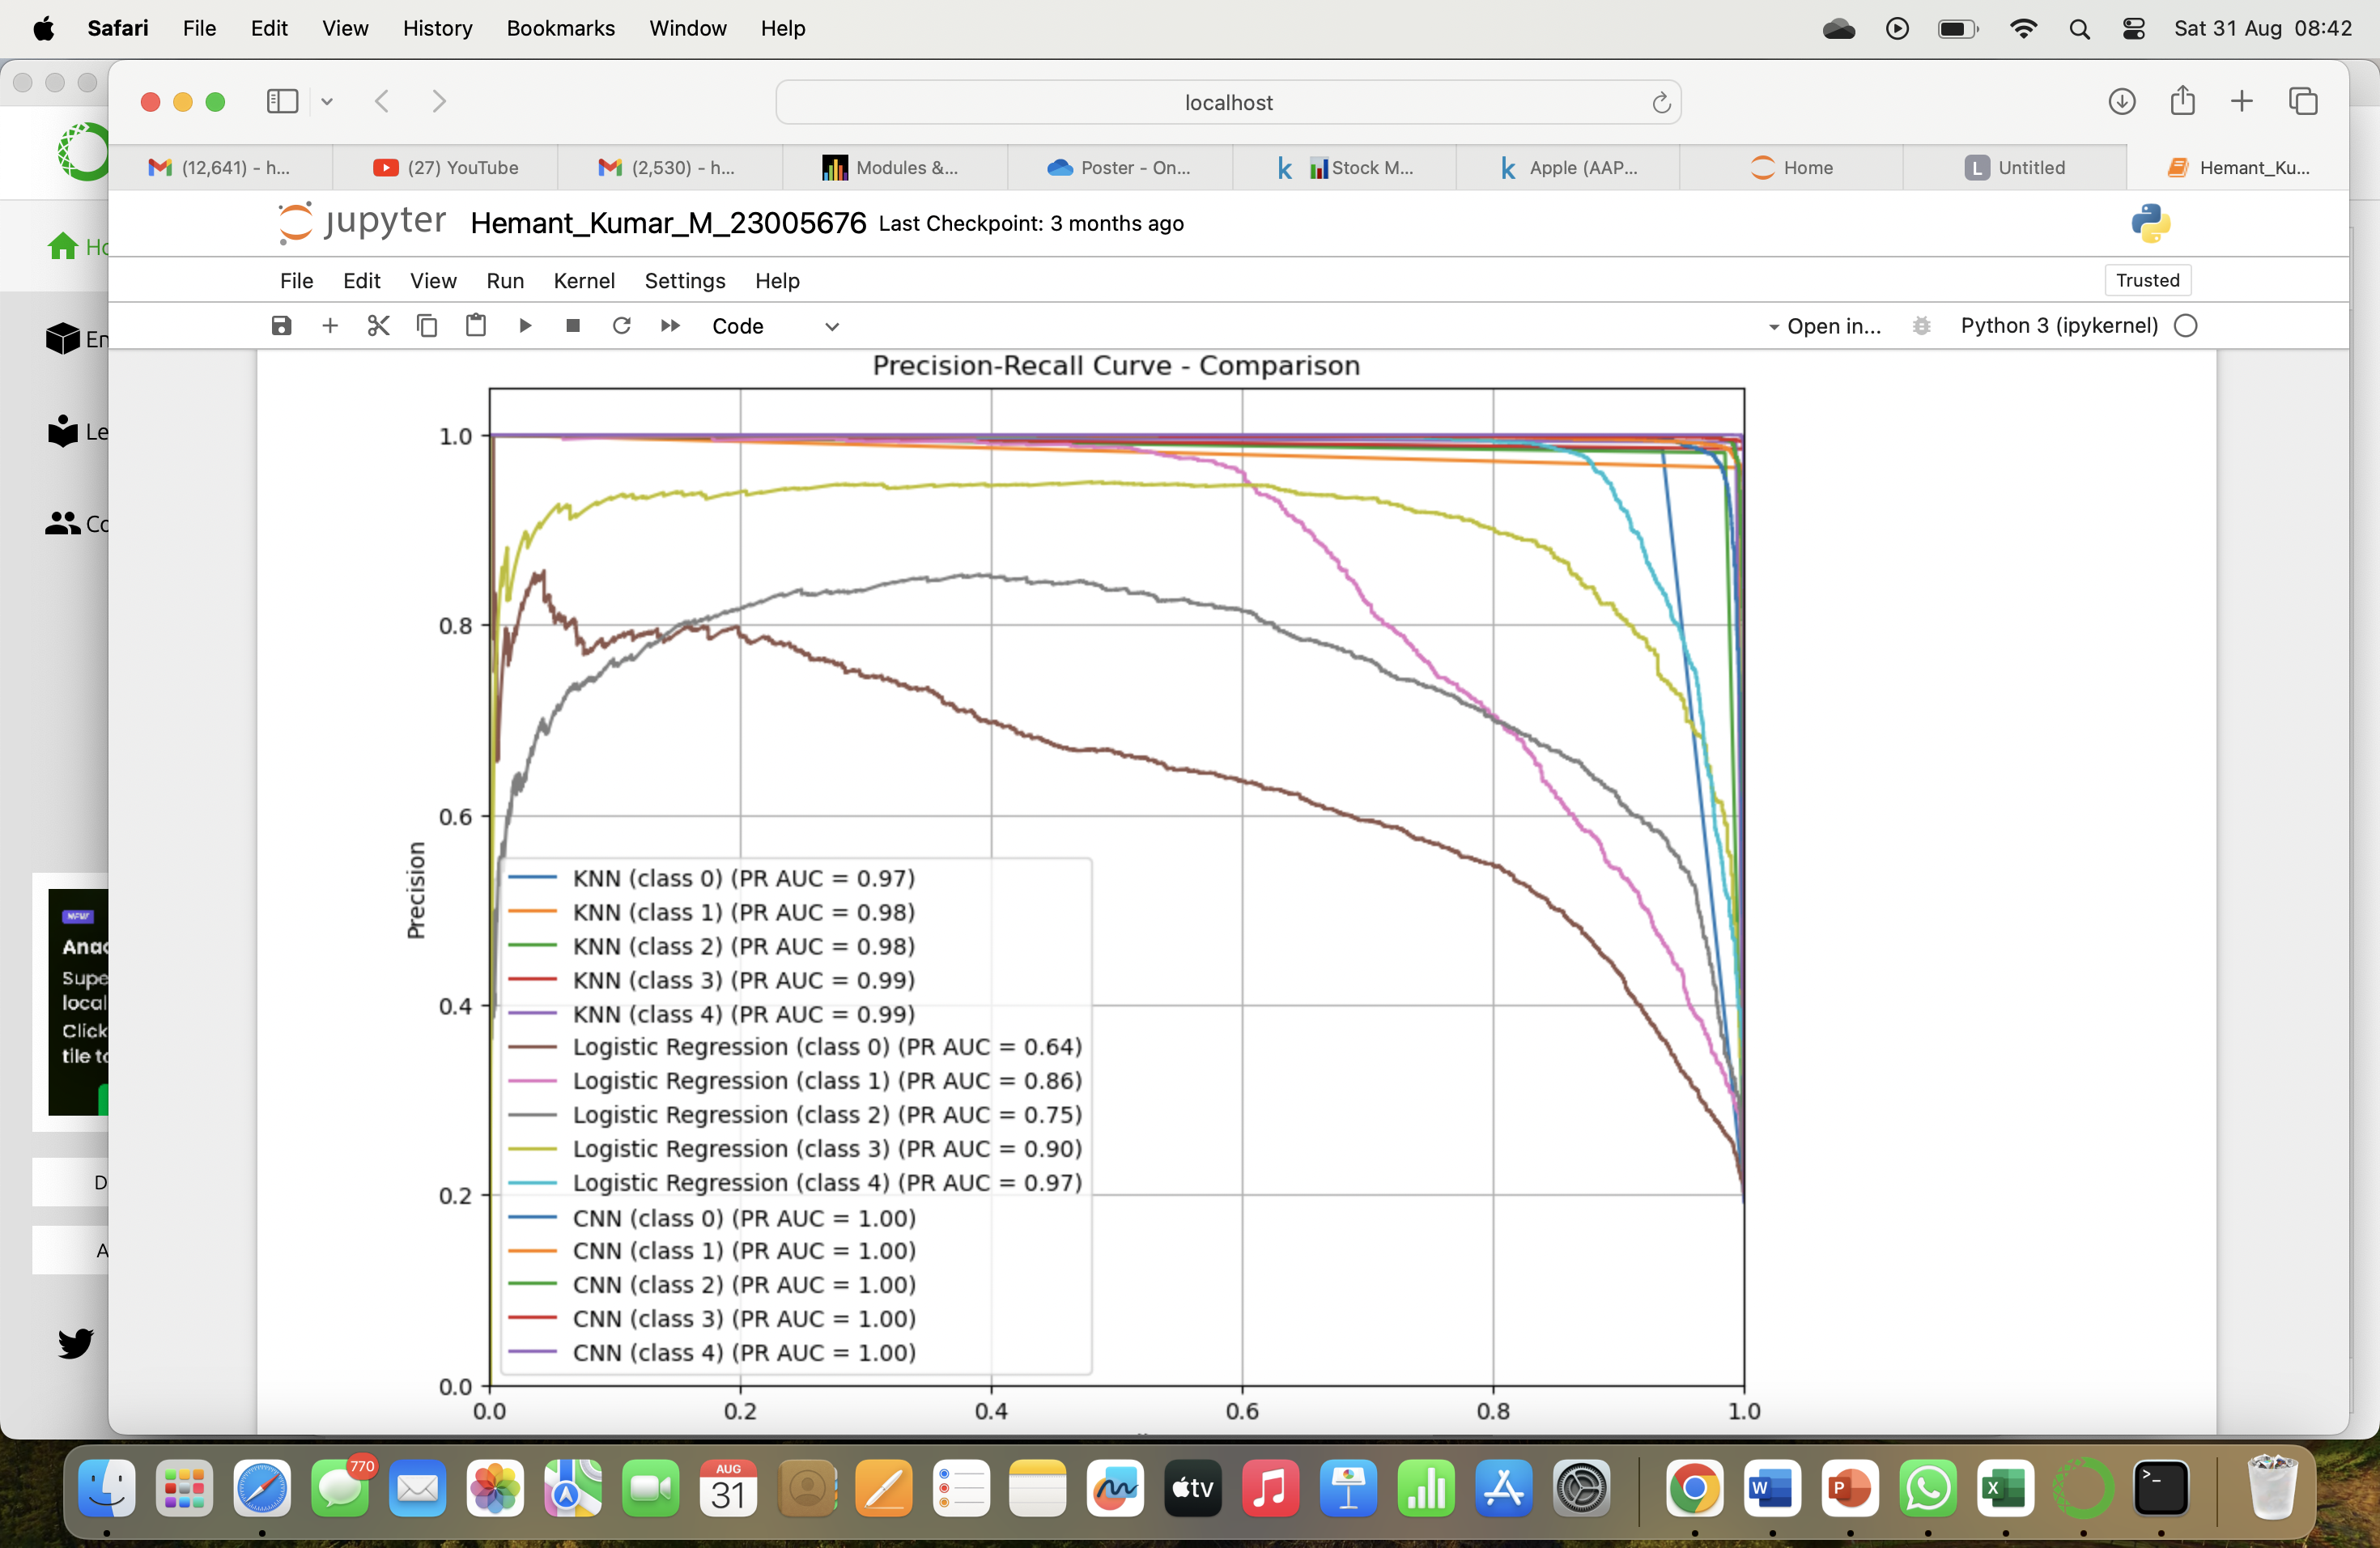 Safari File Edit View History Bookmarks Window Help Sat 31 Aug 08:42
localhost
(12,641) - h... (27) YouTube (2,530) - h... Modules &... Poster - On... Stock M... Apple (AAP... Home Untitled Hemant_Ku...
jupyter Hemant_Kumar_M_23005676 Last Checkpoint: 3 months ago
File Edit View Run Kernel Settings Help Trusted
Code Open in... Python 3 (ipykernel)
Precision-Recall Curve - Comparison
1.0
0.8
0.6
0.4
0.2
0.0
Precision
KNN (class 0) (PR AUC = 0.97)
KNN (class 1) (PR AUC = 0.98)
KNN (class 2) (PR AUC = 0.98)
KNN (class 3) (PR AUC = 0.99)
KNN (class 4) (PR AUC = 0.99)
Logistic Regression (class 0) (PR AUC = 0.64)
Logistic Regression (class 1) (PR AUC = 0.86)
Logistic Regression (class 2) (PR AUC = 0.75)
Logistic Regression (class 3) (PR AUC = 0.90)
Logistic Regression (class 4) (PR AUC = 0.97)
CNN (class 0) (PR AUC = 1.00)
CNN (class 1) (PR AUC = 1.00)
CNN (class 2) (PR AUC = 1.00)
CNN (class 3) (PR AUC = 1.00)
CNN (class 4) (PR AUC = 1.00)
0.0 0.2 0.4 0.6 0.8 1.0
Ho
En
Le
Co
NEW
Anac
Supe
local
Click
tile to
D
A
770
AUG
31
tv
W
P
X